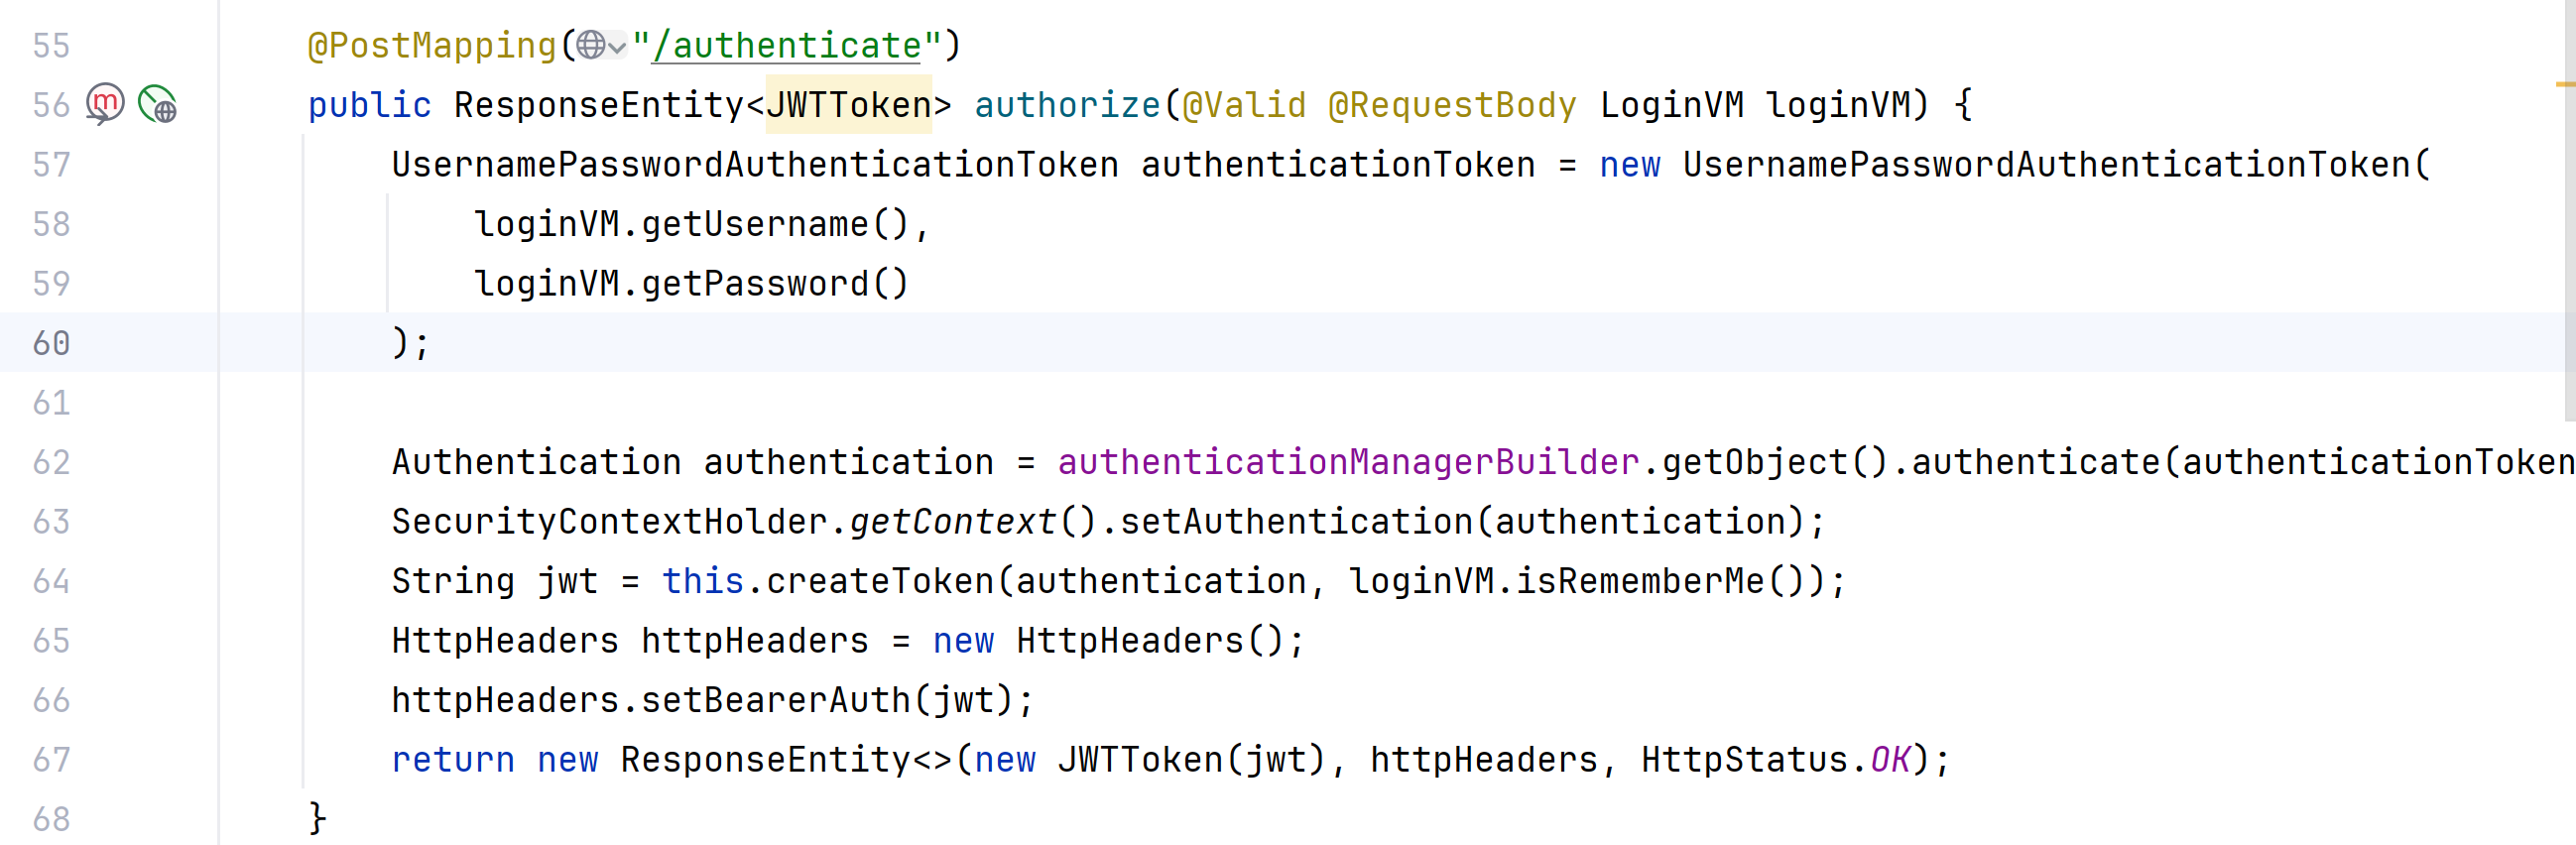 55 @PostMapping("/authenticate")
56 public ResponseEntity<JWTToken> authorize(@Valid @RequestBody LoginVM loginVM) {
57 UsernamePasswordAuthenticationToken authenticationToken = new UsernamePasswordAuthenticationToken(
58 loginVM.getUsername(),
59 loginVM.getPassword()
60 );
61
62 Authentication authentication = authenticationManagerBuilder.getObject().authenticate(authenticationToken
63 SecurityContextHolder.getContext().setAuthentication(authentication);
64 String jwt = this.createToken(authentication, loginVM.isRememberMe());
65 HttpHeaders httpHeaders = new HttpHeaders();
66 httpHeaders.setBearerAuth(jwt);
67 return new ResponseEntity<>(new JWTToken(jwt), httpHeaders, HttpStatus.OK);
68 }